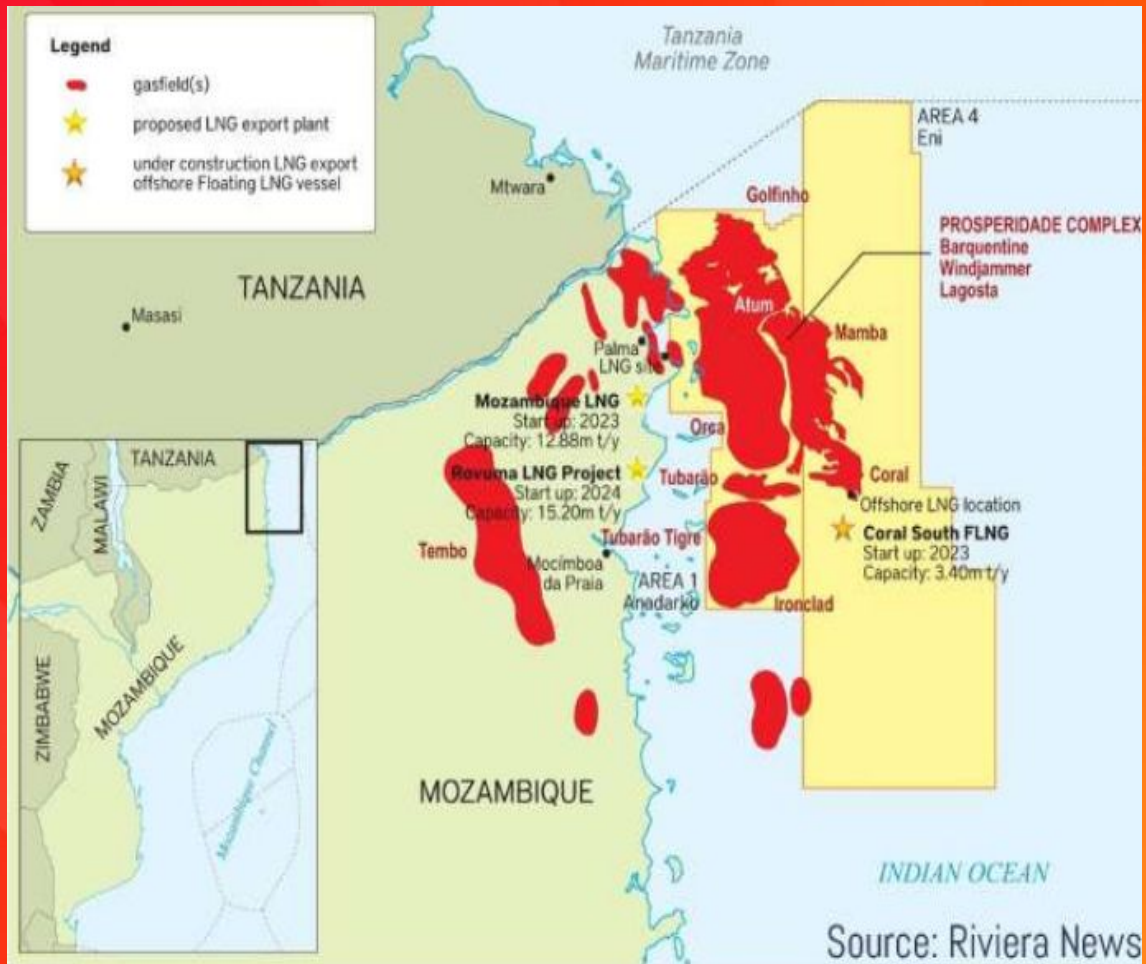 Legend
gasfield(s)
proposed LNG export plant
under construction LNG export
offshore Floating LNG vessel
Tanzania
Maritime Zone
AREA 4
Eni
Mtwara
Golfinho
PROSPERIDADE COMPLEX
Barquentine
Windjammer
Lagosta
TANZANIA
Masasi
Atum
Mamba
Palma
LNG site
Mozambique LNG
Start up: 2023
Capacity: 12.88m t/y
Orca
Rovuma LNG Project
Start up: 2024
Capacity: 15.20m t/y
Tubarão
Coral
Offshore LNG location
Coral South FLNG
Start up: 2023
Capacity: 3.40m t/y
Tembo
Tubarão Tigre
Mocímboa
da Praia
AREA 1
Anadarko
Ironclad
TANZANIA
ZAMBIA
MALAWI
ZIMBABWE
MOZAMBIQUE
Mozambique Channel
MOZAMBIQUE
INDIAN OCEAN
Source: Riviera News